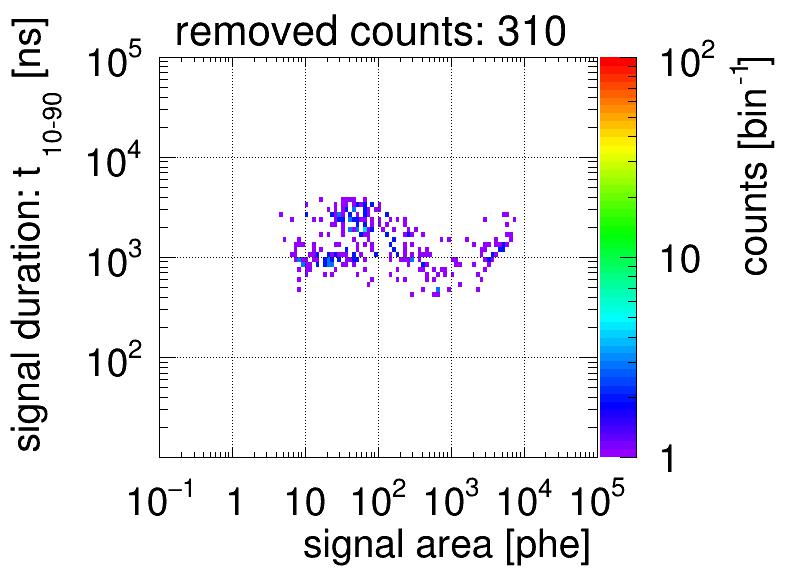 removed counts: 310
signal duration: t 10-90 [ns]
10^5
10^4
10^3
10^2
10^−1 1 10 10^2 10^3 10^4 10^5
signal area [phe]
10^2
10
1
counts [bin^-1]